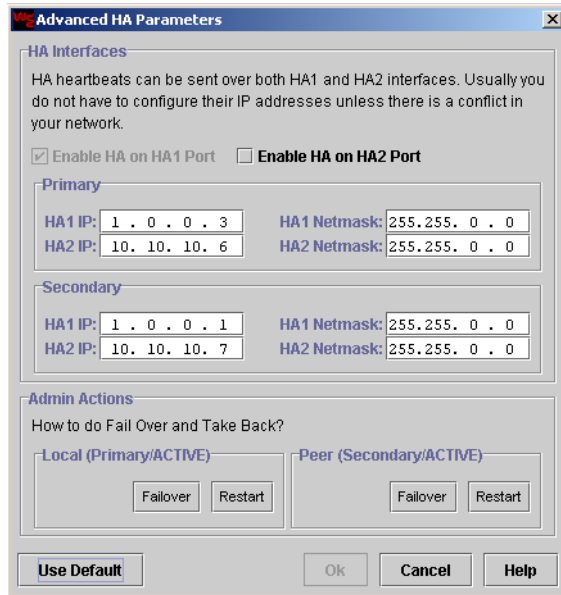 Advanced HA Parameters
HA Interfaces
HA heartbeats can be sent over both HA1 and HA2 interfaces. Usually you
do not have to configure their IP addresses unless there is a conflict in
your network.
Enable HA on HA1 Port Enable HA on HA2 Port
Primary
HA1 IP: 1 . 0 . 0 . 3 HA1 Netmask: 255.255. 0 . 0
HA2 IP: 10. 10. 10. 6 HA2 Netmask: 255.255. 0 . 0
Secondary
HA1 IP: 1 . 0 . 0 . 1 HA1 Netmask: 255.255. 0 . 0
HA2 IP: 10. 10. 10. 7 HA2 Netmask: 255.255. 0 . 0
Admin Actions
How to do Fail Over and Take Back?
Local (Primary/ACTIVE) Peer (Secondary/ACTIVE)
Failover Restart Failover Restart
Use Default Ok Cancel Help